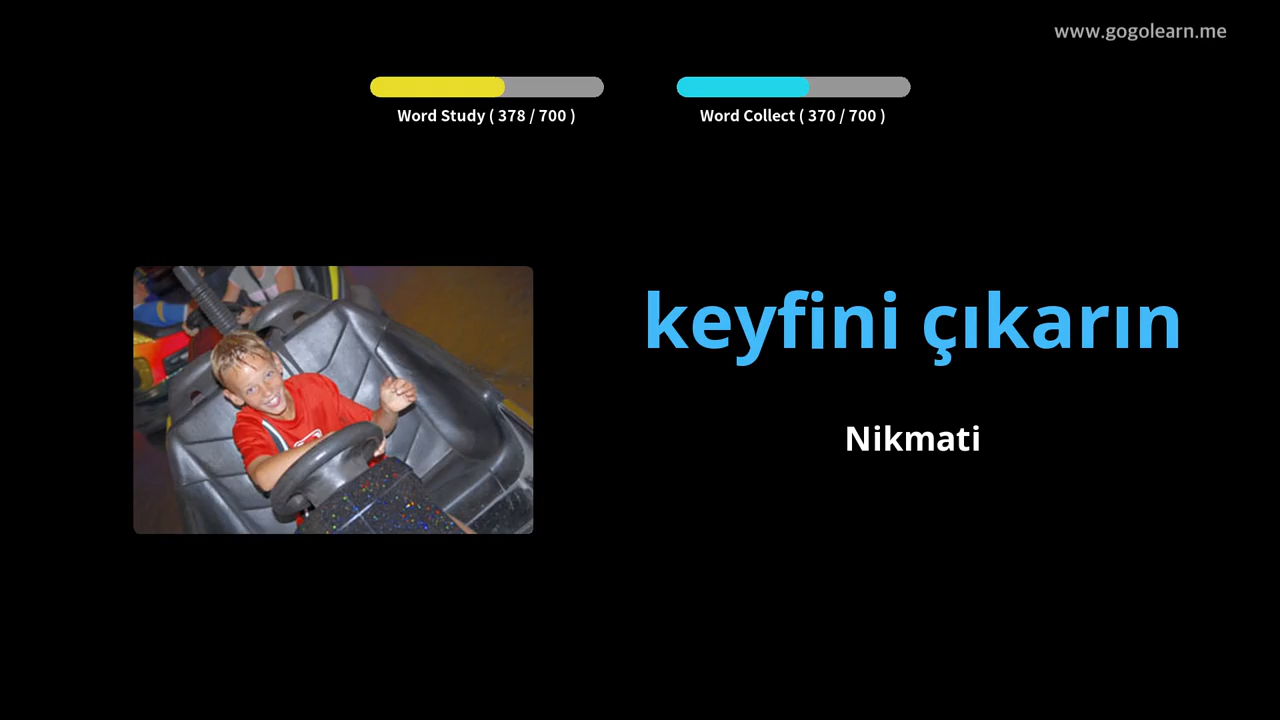 www.gogolearn.me
Word Study ( 378 / 700 )
Word Collect ( 370 / 700 )
keyfini çıkarın
Nikmati